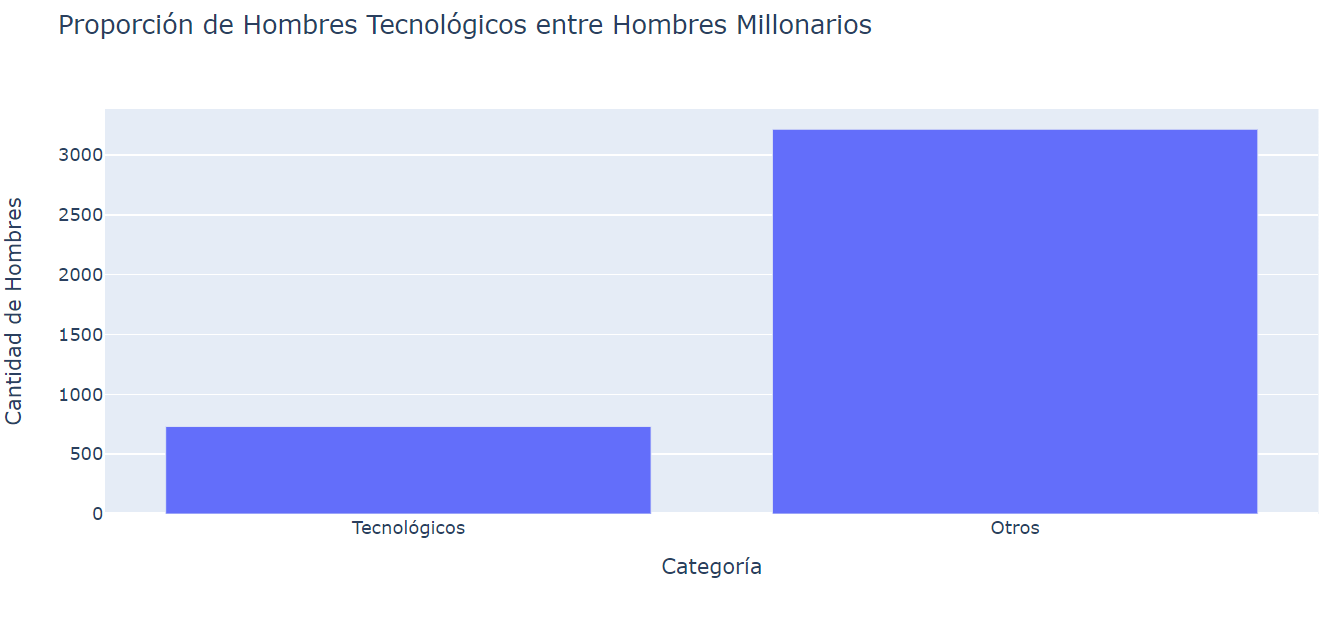 Proporción de Hombres Tecnológicos entre Hombres Millonarios
Cantidad de Hombres
3000
2500
2000
1500
1000
500
0
Tecnológicos
Otros
Categoría